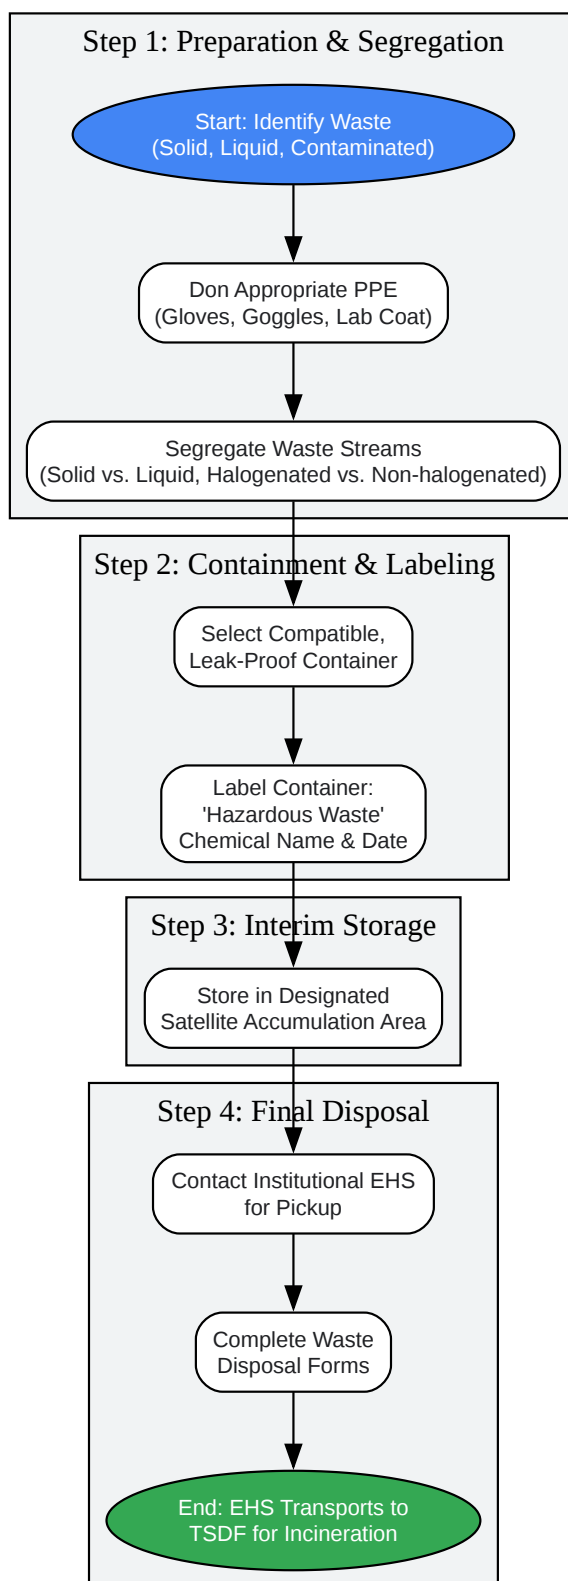 Step 1: Preparation & Segregation
Start: Identify Waste
(Solid, Liquid, Contaminated)
Don Appropriate PPE
(Gloves, Goggles, Lab Coat)
Segregate Waste Streams
(Solid vs. Liquid, Halogenated vs. Non-halogenated)
Step 2: Containment & Labeling
Select Compatible,
Leak-Proof Container
Label Container:
'Hazardous Waste'
Chemical Name & Date
Step 3: Interim Storage
Store in Designated
Satellite Accumulation Area
Step 4: Final Disposal
Contact Institutional EHS
for Pickup
Complete Waste
Disposal Forms
End: EHS Transports to
TSDF for Incineration